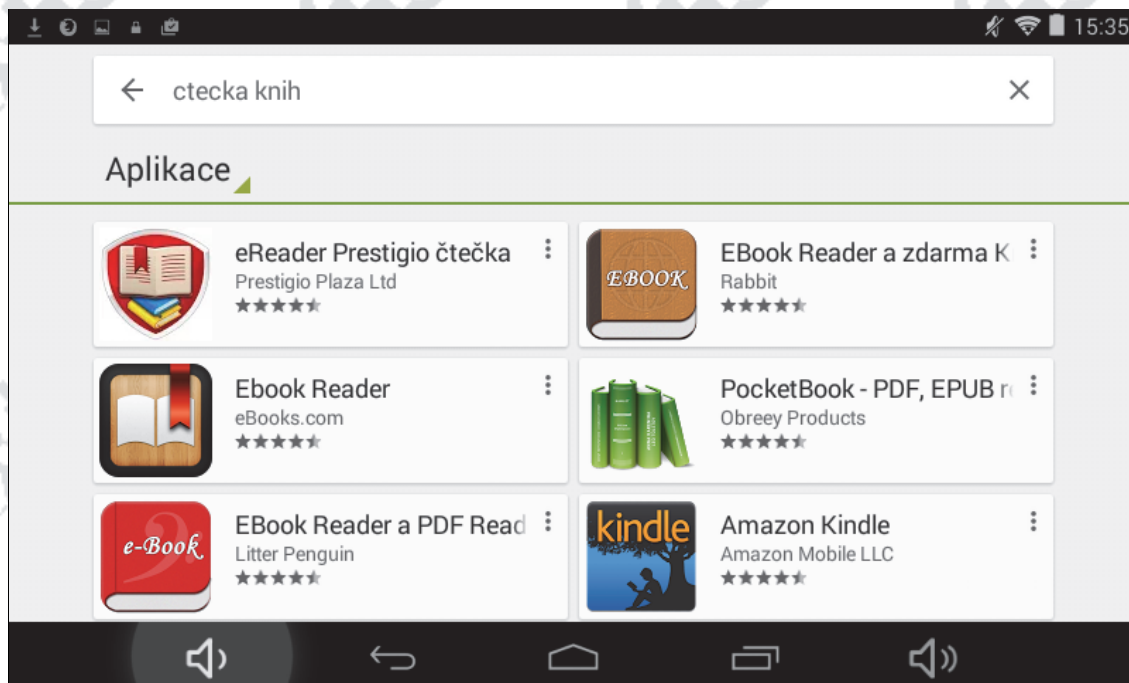 15:35
ctecka knih
Aplikace
eReader Prestigio čtečka
Prestigio Plaza Ltd
EBOOK
EBook Reader a zdarma K
Rabbit
Ebook Reader
eBooks.com
PocketBook - PDF, EPUB r
Obreey Products
e-Book
EBook Reader a PDF Read
Litter Penguin
kindle
Amazon Kindle
Amazon Mobile LLC